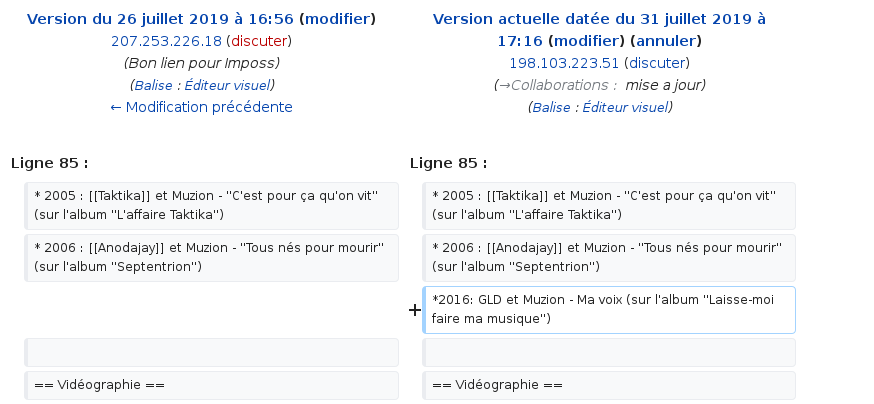 Version du 26 juillet 2019 à 16:56 (modifier)
207.253.226.18 (discuter)
(Bon lien pour Imposs)
(Balise : Éditeur visuel)
← Modification précédente
Version actuelle datée du 31 juillet 2019 à
17:16 (modifier) (annuler)
198.103.223.51 (discuter)
(→Collaborations : mise a jour)
(Balise : Éditeur visuel)
Ligne 85 :
Ligne 85 :
* 2005 : [[Taktika]] et Muzion - ''C'est pour ça qu'on vit''
(sur l'album ''L'affaire Taktika'')
* 2005 : [[Taktika]] et Muzion - ''C'est pour ça qu'on vit''
(sur l'album ''L'affaire Taktika'')
* 2006 : [[Anodajay]] et Muzion - ''Tous nés pour mourir''
(sur l'album ''Septentrion'')
* 2006 : [[Anodajay]] et Muzion - ''Tous nés pour mourir''
(sur l'album ''Septentrion'')
+
*2016: GLD et Muzion - Ma voix (sur l'album ''Laisse-moi
faire ma musique'')
== Vidéographie ==
== Vidéographie ==